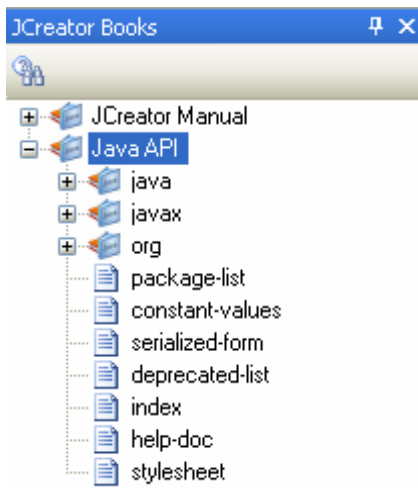 JCreator Books
JCreator Manual
Java API
java
javax
org
package-list
constant-values
serialized-form
deprecated-list
index
help-doc
stylesheet